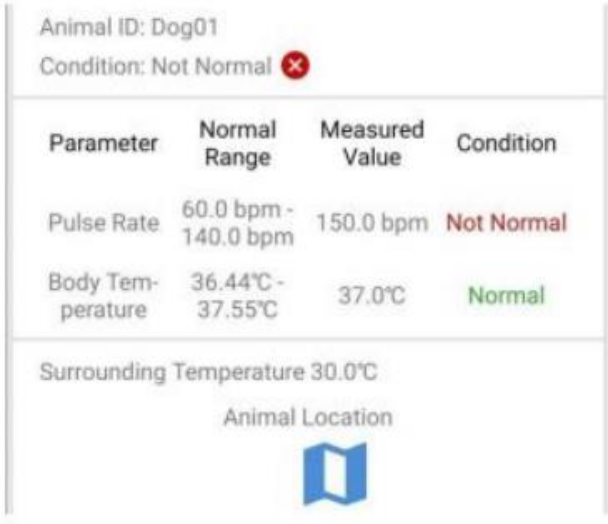 Animal ID: Dog01
Condition: Not Normal
Parameter Normal Range Measured Value Condition
Pulse Rate 60.0 bpm - 140.0 bpm 150.0 bpm Not Normal
Body Tem-perature 36.44℃ - 37.55℃ 37.0℃ Normal
Surrounding Temperature 30.0℃
Animal Location